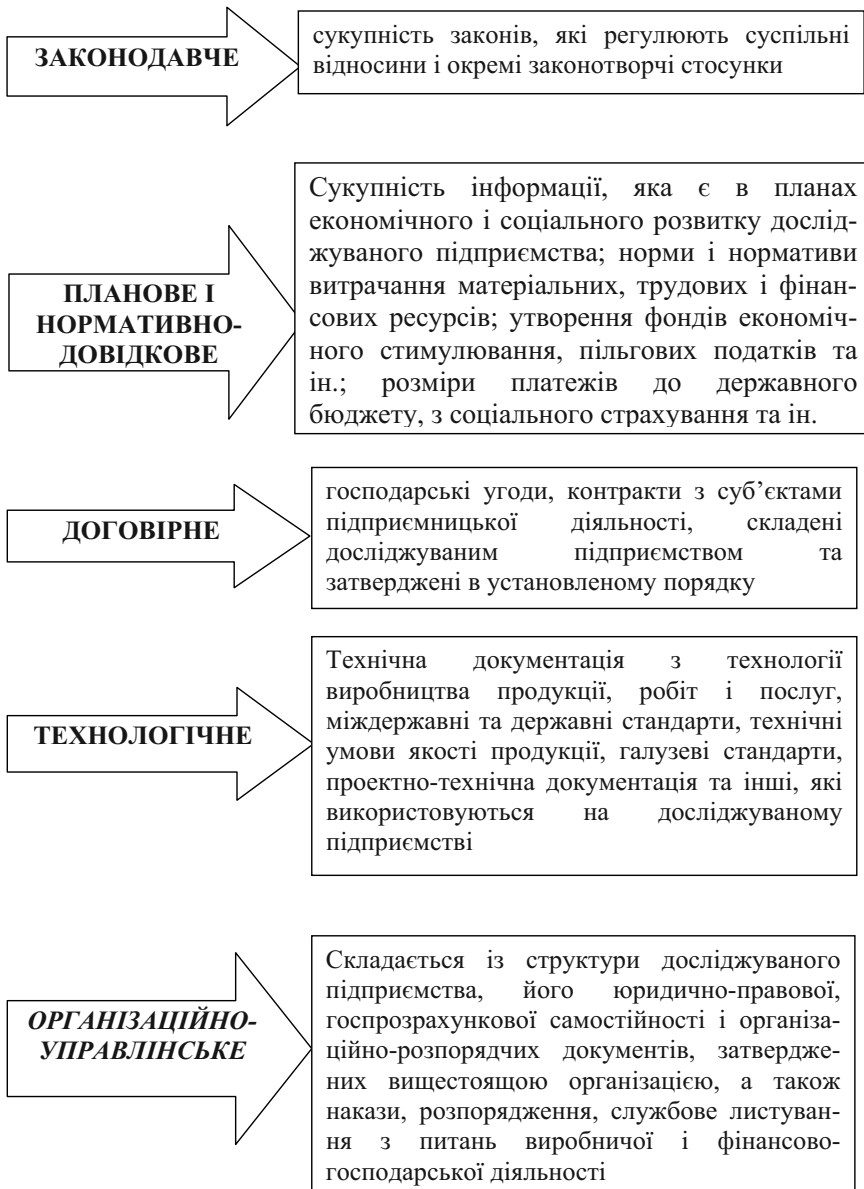 ЗАКОНОДАВЧЕ
сукупність законів, які регулюють суспільні
відносини і окремі законотворчі стосунки
ПЛАНОВЕ І
НОРМАТИВНО-
ДОВІДКОВЕ
Сукупність інформації, яка є в планах
економічного і соціального розвитку дослід-
жуваного підприємства; норми і нормативи
витрачання матеріальних, трудових і фінан-
сових ресурсів; утворення фондів економіч-
ного стимулювання, пільгових податків та
ін.; розміри платежів до державного
бюджету, з соціального страхування та ін.
ДОГОВІРНЕ
господарські угоди, контракти з суб’єктами
підприємницької діяльності, складені
досліджуваним підприємством та
затверджені в установленому порядку
ТЕХНОЛОГІЧНЕ
Технічна документація з технології
виробництва продукції, робіт і послуг,
міждержавні та державні стандарти, технічні
умови якості продукції, галузеві стандарти,
проектно-технічна документація та інші, які
використовуються на досліджуваному
підприємстві
ОРГАНІЗАЦІЙНО-
УПРАВЛІНСЬКЕ
Складається із структури досліджуваного
підприємства, його юридично-правової,
госпрозрахункової самостійності і організа-
ційно-розпорядчих документів, затвердже-
них вищестоящою організацією, а також
накази, розпорядження, службове листуван-
ня з питань виробничої і фінансово-
господарської діяльності